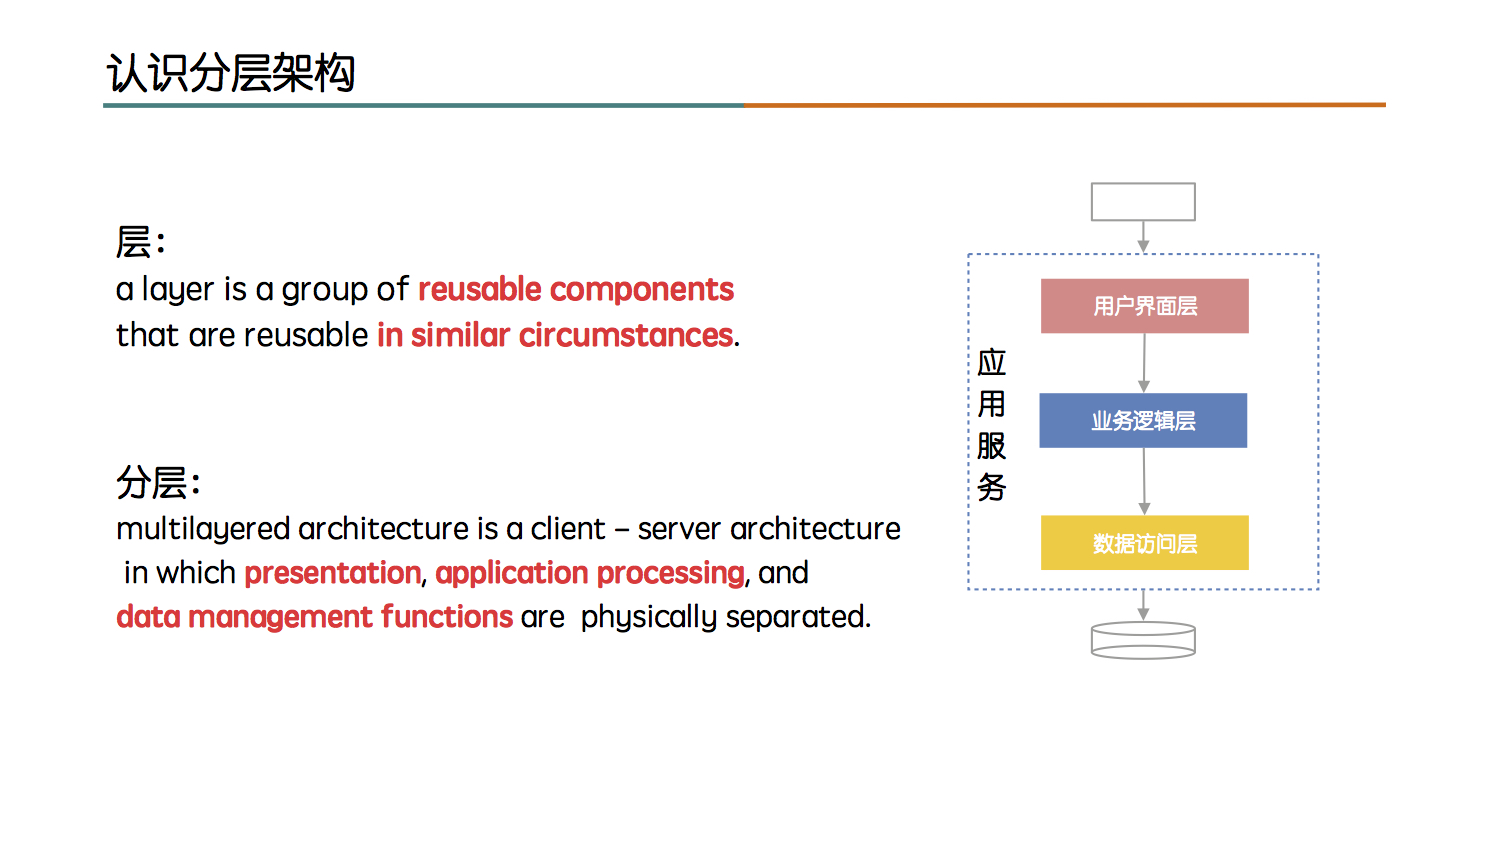 认识分层架构
层：
a layer is a group of reusable components
that are reusable in similar circumstances.
分层：
multilayered architecture is a client – server architecture
in which presentation, application processing, and
data management functions are physically separated.
应用服务
用户界面层
业务逻辑层
数据访问层